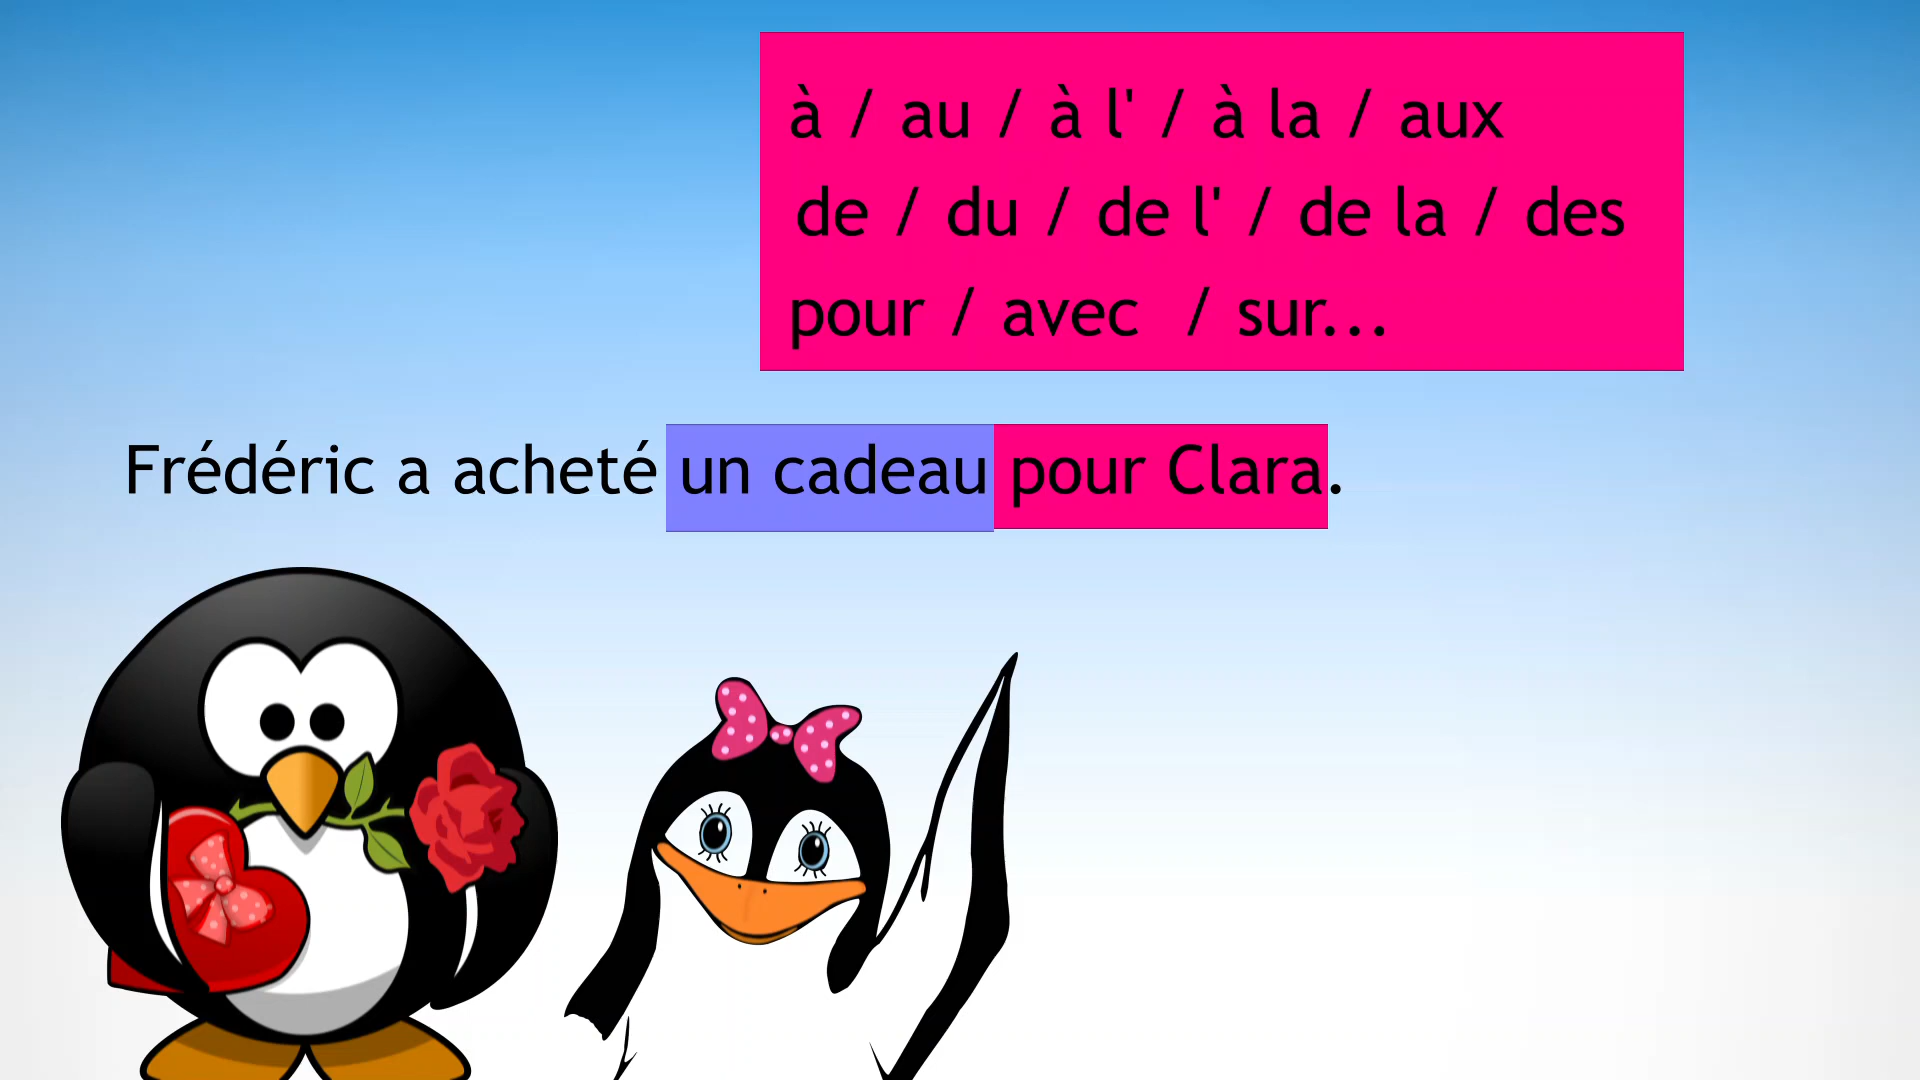 à / au / à l' / à la / aux
de / du / de l' / de la / des
pour / avec / sur...
Frédéric a acheté un cadeau pour Clara.